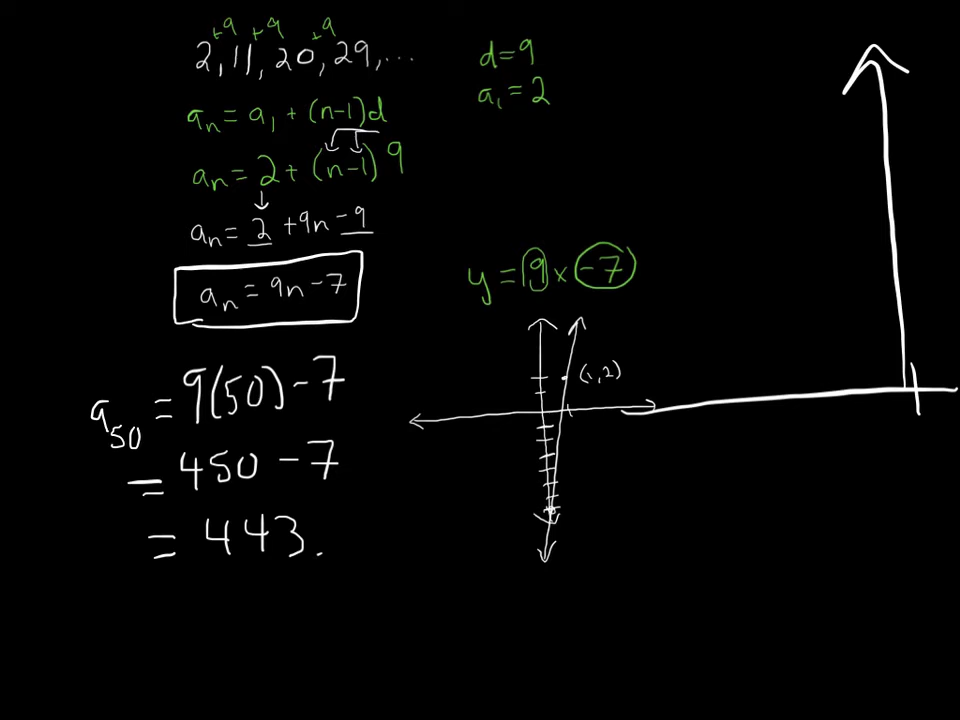 +9 +9 +9
2, 11, 20, 29, ...
d = 9
a₁ = 2
aₙ = a₁ + (n-1)d
aₙ = 2 + (n-1) 9
aₙ = 2 + 9n - 9
aₙ = 9n - 7
y = 9x -7
(1,2)
a₅₀ = 9(50) - 7
= 450 - 7
= 443.